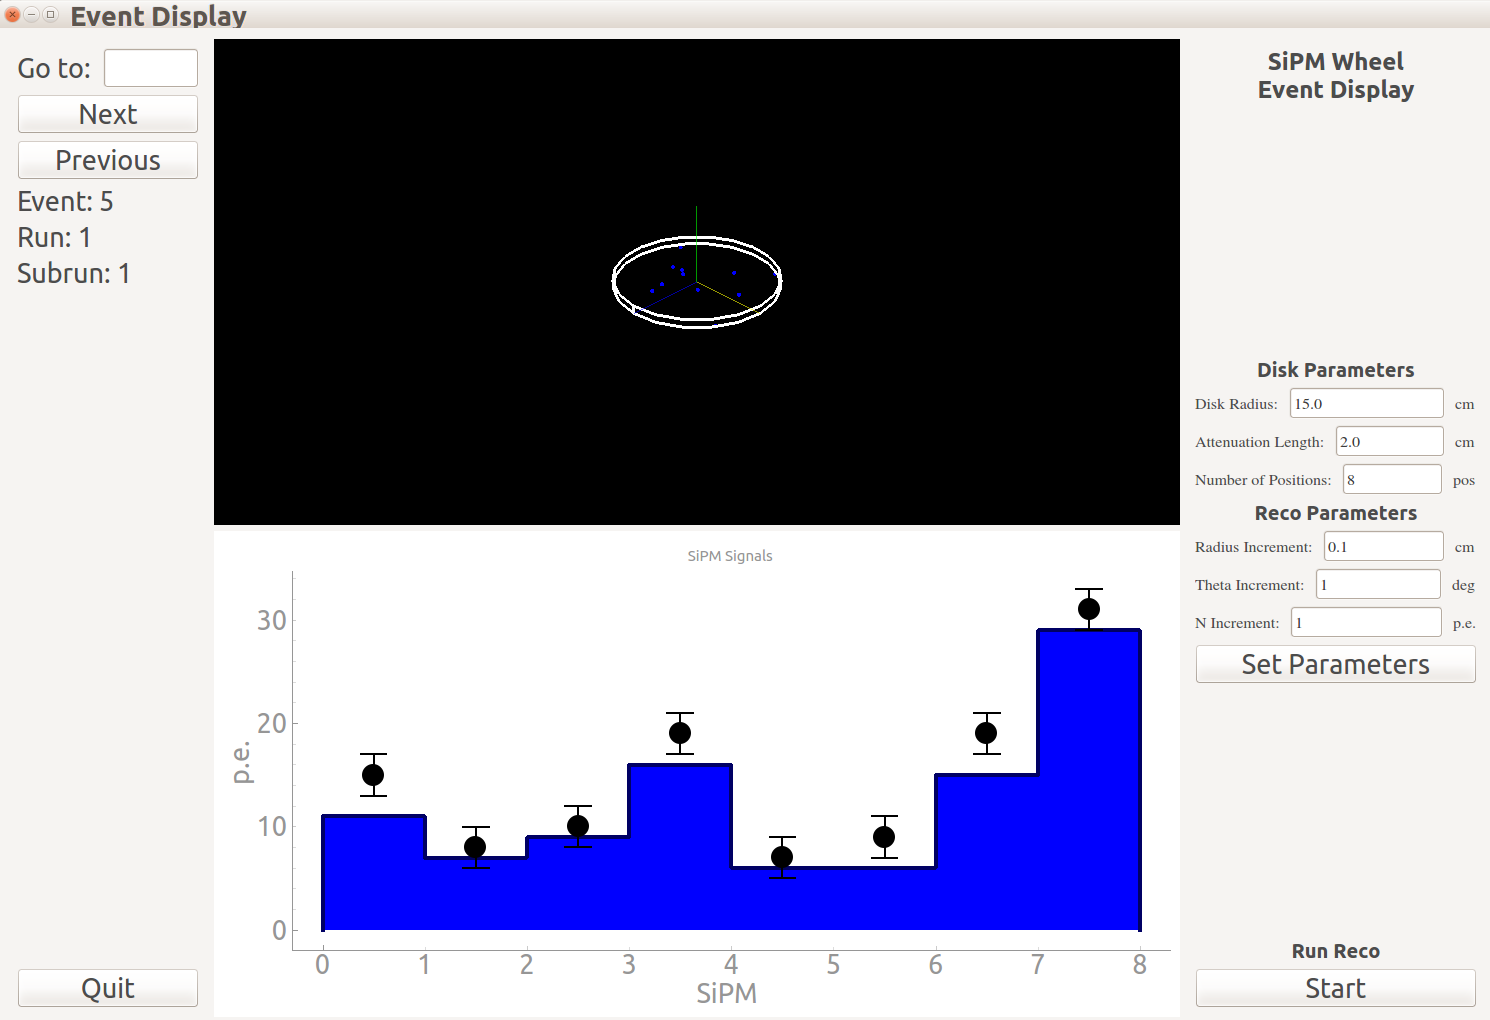 Event Display
Go to:
Next
Previous
Event: 5
Run: 1
Subrun: 1
Quit
SiPM Signals
30
20
10
0
p.e.
0 1 2 3 4 5 6 7 8
SiPM
SiPM Wheel
Event Display
Disk Parameters
Disk Radius: 15.0 cm
Attenuation Length: 2.0 cm
Number of Positions: 8 pos
Reco Parameters
Radius Increment: 0.1 cm
Theta Increment: 1 deg
N Increment: 1 p.e.
Set Parameters
Run Reco
Start